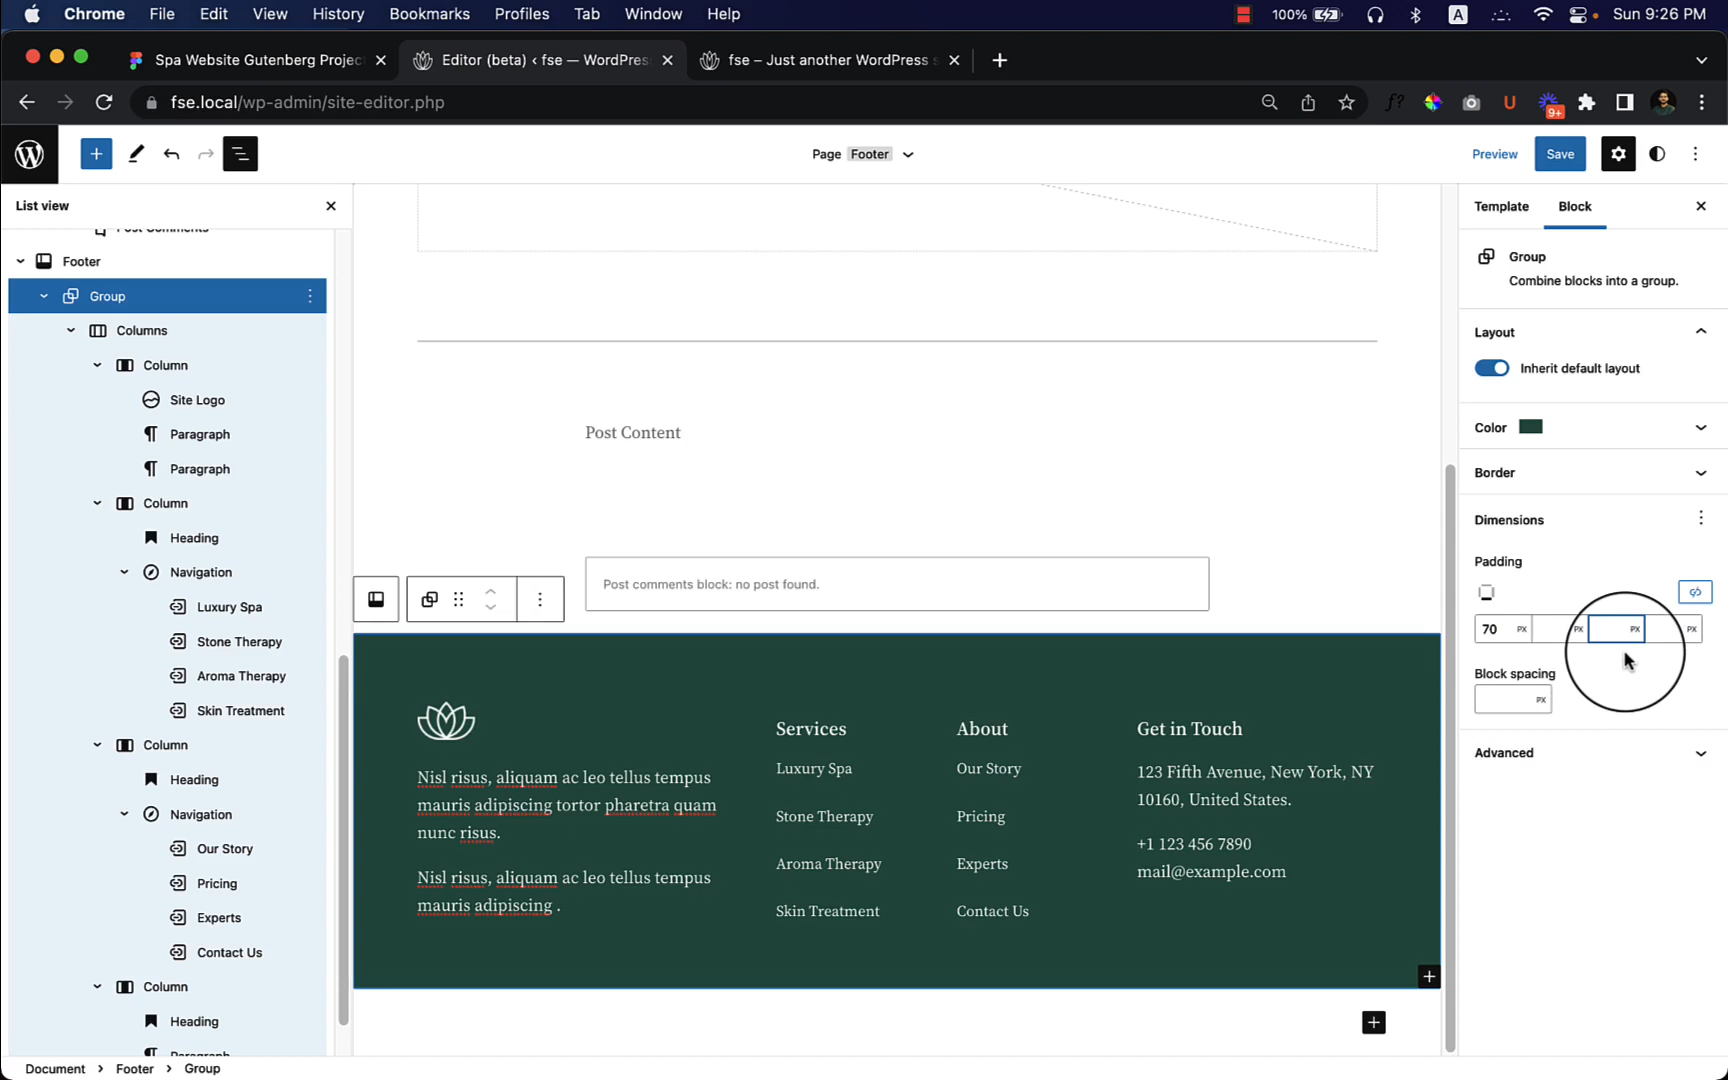 Chrome File Edit View History Bookmarks Profiles Tab Window Help 100% A Sun 9:26 PM
Spa Website Gutenberg Project Editor (beta) ‹ fse — WordPress fse – Just another WordPress
fse.local/wp-admin/site-editor.php f? U 9+
Page Footer Preview Save
List view
Template Block
Post Comments
Footer
Group
Columns
Column
Site Logo
Paragraph
Paragraph
Column
Heading
Navigation
Luxury Spa
Stone Therapy
Aroma Therapy
Skin Treatment
Column
Heading
Navigation
Our Story
Pricing
Experts
Contact Us
Column
Heading
Paragraph
Document > Footer > Group
Post Content
Post comments block: no post found.
Nisl risus, aliquam ac leo tellus tempus
mauris adipiscing tortor pharetra quam
nunc risus.
Nisl risus, aliquam ac leo tellus tempus
mauris adipiscing .
Services
Luxury Spa
Stone Therapy
Aroma Therapy
Skin Treatment
About
Our Story
Pricing
Experts
Contact Us
Get in Touch
123 Fifth Avenue, New York, NY
10160, United States.
+1 123 456 7890
mail@example.com
Group
Combine blocks into a group.
Layout
Inherit default layout
Color
Border
Dimensions
Padding
70 PX PX PX PX
Block spacing
PX
Advanced